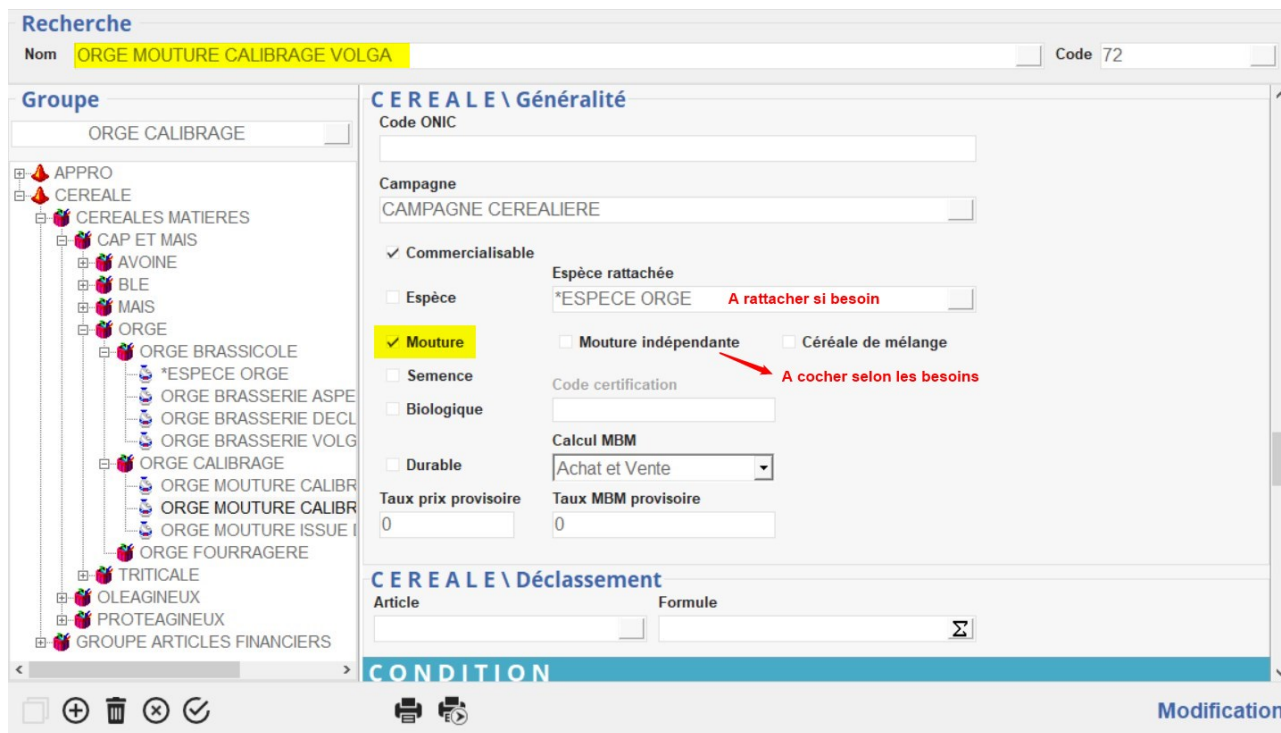 Recherche
Nom ORGE MOUTURE CALIBRAGE VOLGA Code 72
Groupe
ORGE CALIBRAGE
APPRO
CEREALE
CEREALES MATIERES
CAP ET MAIS
AVOINE
BLE
MAIS
ORGE
ORGE BRASSICOLE
*ESPECE ORGE
ORGE BRASSERIE ASPE
ORGE BRASSERIE DECL
ORGE BRASSERIE VOLG
ORGE CALIBRAGE
ORGE MOUTURE CALIBR
ORGE MOUTURE CALIBR
ORGE MOUTURE ISSUE
ORGE FOURRAGERE
TRITICALE
OLEAGINEUX
PROTEAGINEUX
GROUPE ARTICLES FINANCIERS
CEREALE\Généralité
Code ONIC
Campagne
CAMPAGNE CEREALIERE
Commercialisable
Espèce rattachée
Espèce *ESPECE ORGE A rattacher si besoin
Mouture Mouture indépendante Céréale de mélange
A cocher selon les besoins
Semence Code certification
Biologique
Calcul MBM
Durable Achat et Vente
Taux prix provisoire Taux MBM provisoire
0 0
CEREALE\Déclassement
Article Formule
Σ
CONDITION
Modification